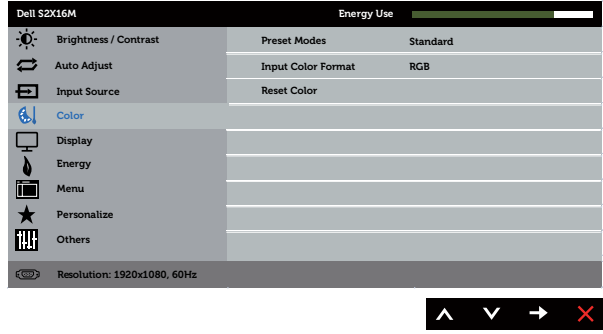 Dell S2X16M Energy Use
Brightness / Contrast Preset Modes Standard
Auto Adjust Input Color Format RGB
Input Source Reset Color
Color
Display
Energy
Menu
Personalize
Others
Resolution: 1920x1080, 60Hz